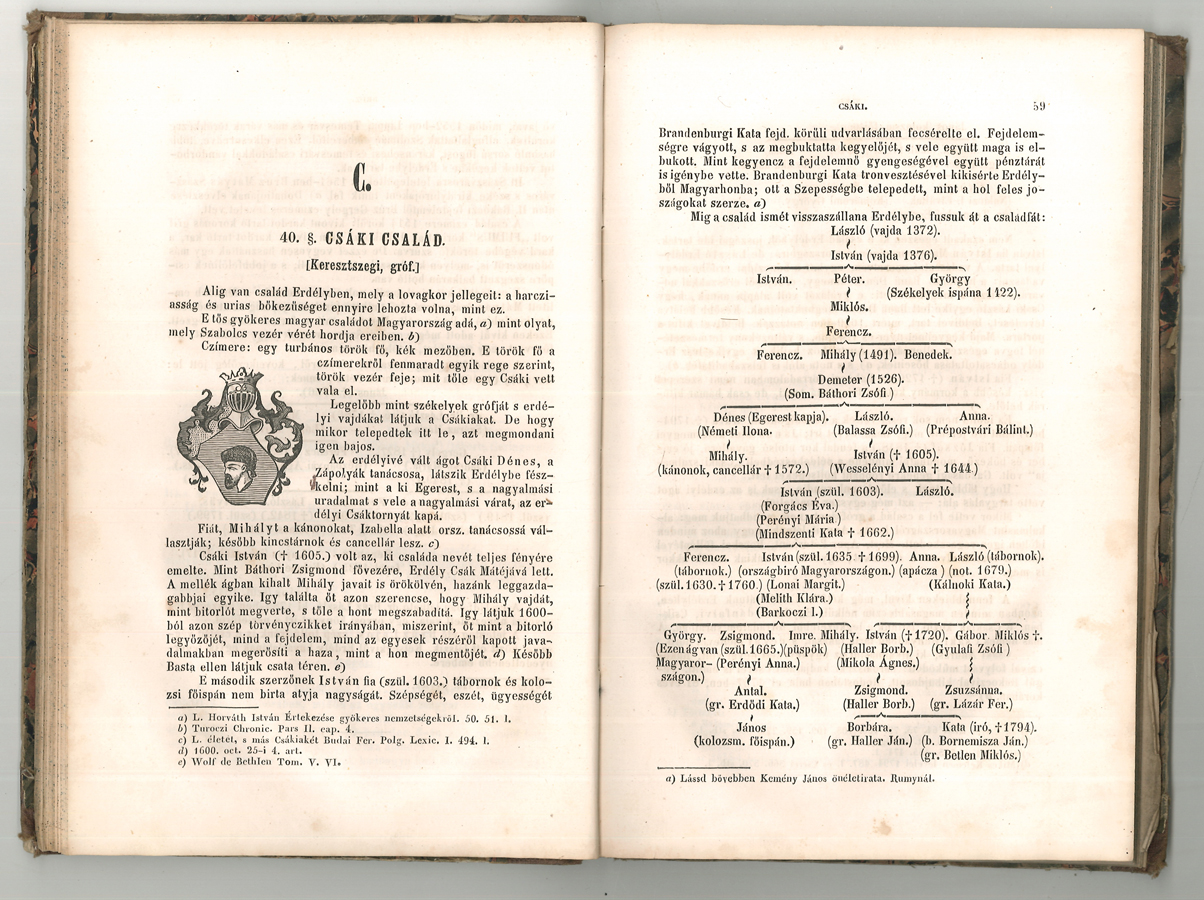 C.
40. §. CSÁKI CSALÁD.
[Keresztszegi, gróf.]
Alig van család Erdélyben, mely a lovagkor jellegeit: a harczi-
asság és urias bőkezűséget ennyire lehozta volna, mint ez.
E tős gyökeres magyar családot Magyarország adá, a) mint olyat,
mely Szabolcs vezér vérét hordja ereiben. b)
Czímere: egy turbános török fő, kék mezőben. E török fő a
czímerekről fenmaradt egyik rege szerint,
török vezér feje; mit tőle egy Csáki vett
vala el.
Legelőbb mint székelyek grófját s erdé-
lyi vajdákat látjuk a Csákiakat. De hogy
mikor telepedtek itt le, azt megmondani
igen bajos.
Az erdélyivé vált ágot Csáki Dénes, a
Zápolyák tanácsosa, látszik Erdélybe fész-
kelni; mint a ki Egerest, s a nagyalmási
uradalmat s vele a nagyalmási várat, az er-
délyi Csáktornyát kapá.
Fiát, Mihályt a kánonokat, Izabella alatt orsz. tanácsossá vál-
lasztják; később kincstárnok és cancellár lesz. c)
Csáki István († 1605.) volt az, ki családa nevét teljes fényére
emelte. Mint Báthori Zsigmond fővezére, Erdély Csák Mátéjává lett.
A mellék ágban kihalt Mihály javait is örökölvén, hazánk leggazda-
gabbjai egyike. Igy találta őt azon szerencse, hogy Mihály vajdát,
mint bitorlót megverte, s tőle a hont megszabadítá. Igy látjuk 1600-
ból azon szép törvényczikket irányában, miszerint, őt mint a bitorló
legyőzőjét, mind a fejdelem, mind az egyesek részéről kapott java-
dalmakban megerősíti a haza, mint a hon megmentőjét. d) Később
Basta ellen látjuk csata téren. e)
E második szerzőnek István fia (szül. 1603.) tábornok és kolo-
zsi főispán nem birta atyja nagyságát. Szépségét, eszét, ügyességét
a) L. Horváth István Értekezése gyökeres nemzetségekről. 50. 51. l.
b) Turoczi Chronic. Pars II. cap. 4.
c) L. életét, s más Csákiakét Budai Fer. Polg. Lexic. I. 494. l.
d) 1600. oct. 25-i 4. art.
e) Wolf de Bethlen Tom. V. VI.
CSÁKI. 59
Brandenburgi Kata fejd. körüli udvarlásában fecsérelte el. Fejdelem-
ségre vágyott, s az megbuktatta kegyelőjét, s vele együtt maga is el-
bukott. Mint kegyencz a fejdelemnő gyengeségével együtt pénztárát
is igénybe vette. Brandenburgi Kata tronvesztésével kikisérte Erdély-
ből Magyarhonba; ott a Szepességbe telepedett, mint a hol feles jo-
szágokat szerze. a)
Mig a család ismét visszaszállana Erdélybe, fussuk át a családfát:
László (vajda 1372).
István (vajda 1376).
István. Péter. György
(Székelyek ispána 1422).
Miklós.
Ferencz.
Ferencz. Mihály (1491). Benedek.
Demeter (1526).
(Som. Báthori Zsófi)
Dénes (Egerest kapja). László. Anna.
(Németi Ilona. (Balassa Zsófi.) (Prépostvári Bálint.)
Mihály. István († 1605).
(kánonok, cancellár † 1572.) (Wesselényi Anna † 1644.)
István (szül. 1603). László.
(Forgács Éva.)
(Perényi Mária)
(Mindszenti Kata † 1662.)
Ferencz. István (szül. 1635. † 1699). Anna. László (tábornok).
(tábornok.) (országbiró Magyarországon.) (apácza) (not. 1679.)
(szül. 1630. † 1760.) (Lonai Margit.) (Kálnoki Kata.)
(Melith Klára.)
(Barkoczi I.)
György. Zsigmond. Imre. Mihály. István († 1720). Gábor. Miklós †.
(Ezen ág van (szül. 1665.) (püspök) (Haller Borb.) (Gyulafi Zsófi)
Magyaror- (Perényi Anna.) (Mikola Ágnes.)
szágon.)
Antal. Zsigmond. Zsuzsánna.
(gr. Erdődi Kata.) (Haller Borb.) (gr. Lázár Fer.)
János Borbára. Kata (író, † 1794).
(kolozsm. főispán.) (gr. Haller Ján.) (b. Bornemisza Ján.)
(gr. Betlen Miklós.)
a) Lássd bővebben Kemény János önéletirata. Rumynál.